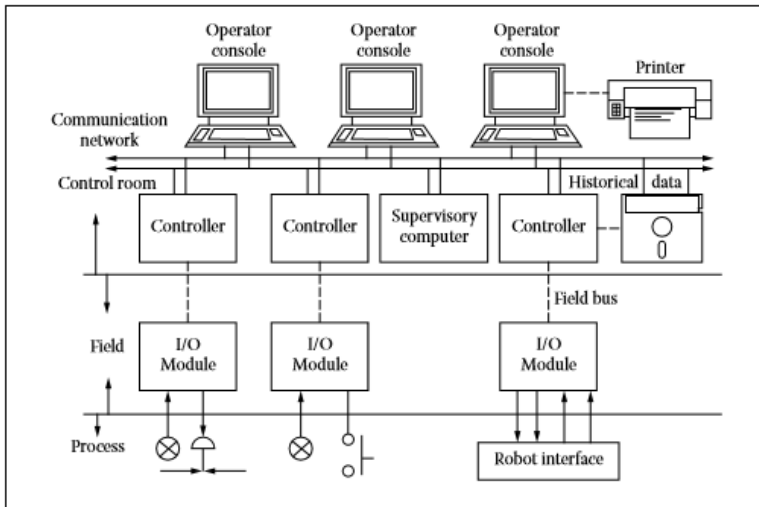 Operator
console
Operator
console
Operator
console
Printer
Communication
network
Control room
Historical data
Controller
Controller
Supervisory
computer
Controller
Field bus
Field
I/O
Module
I/O
Module
I/O
Module
Process
Robot interface